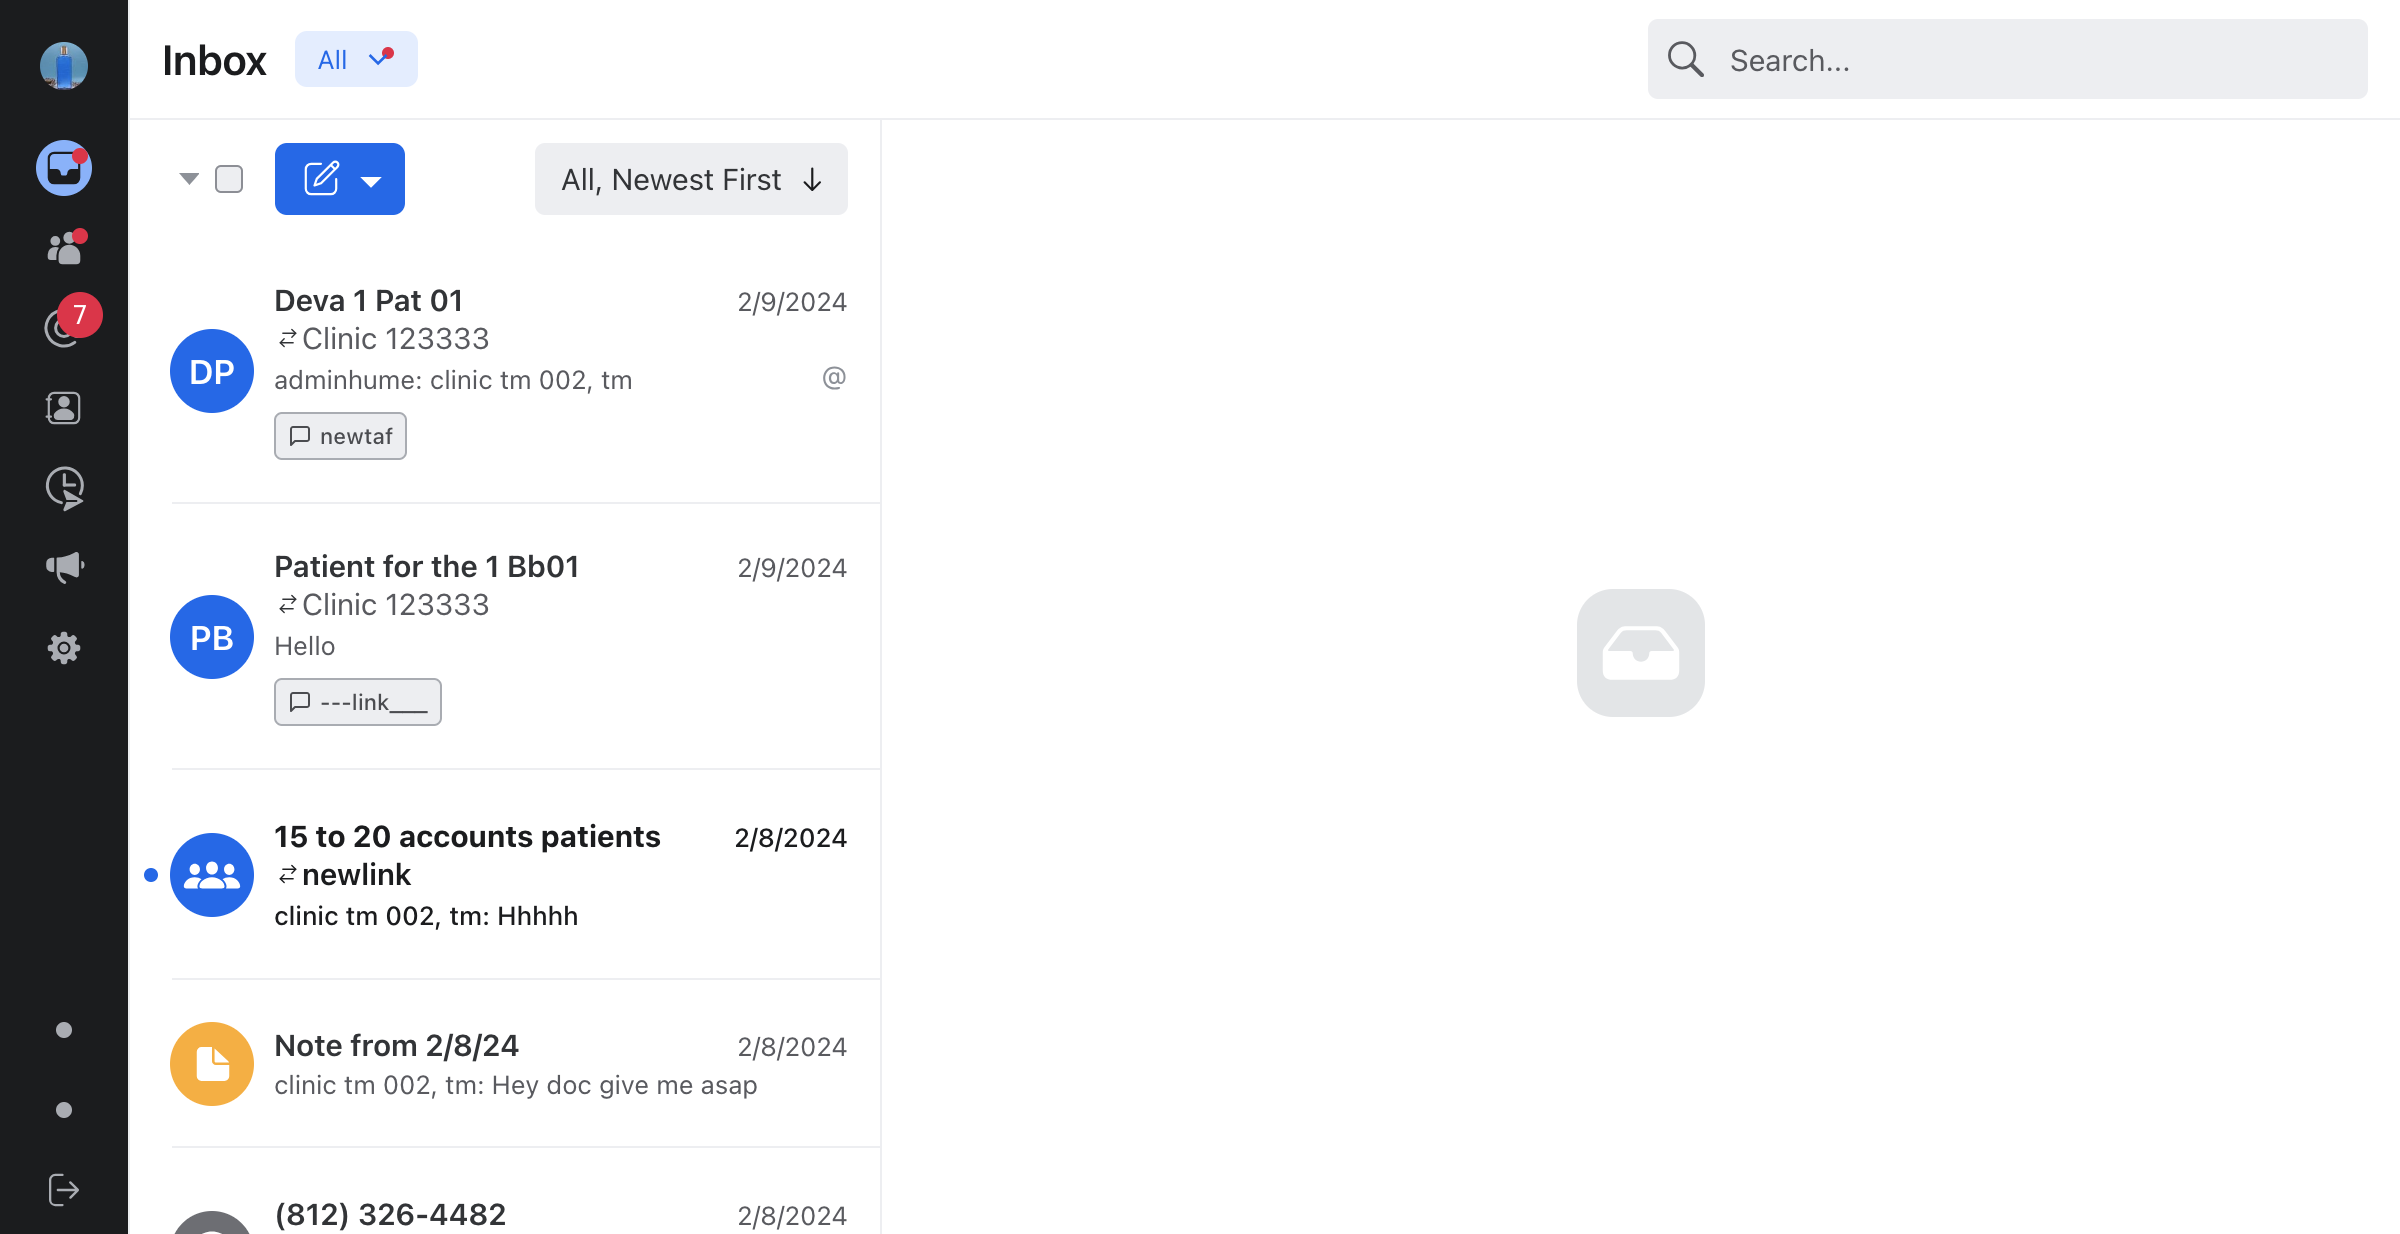 Inbox
All
Search...
7
All, Newest First
Deva 1 Pat 01
2/9/2024
Clinic 123333
DP
adminhume: clinic tm 002, tm
@
newtaf
Patient for the 1 Bb01
2/9/2024
Clinic 123333
PB
Hello
---link___
15 to 20 accounts patients
2/8/2024
newlink
clinic tm 002, tm: Hhhhh
Note from 2/8/24
2/8/2024
clinic tm 002, tm: Hey doc give me asap
(812) 326-4482
2/8/2024